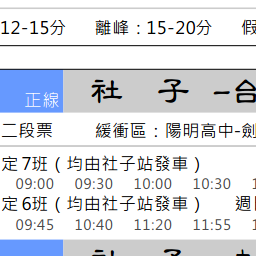 12-15分 離峰：15-20分 假
正線 社 子 -台
二段票 緩衝區：陽明高中-劍
定 7班 ( 均由社子站發車 )
09:00 09:30 10:00 10:30
定 6班 ( 均由社子站發車 ) 週
09:45 10:40 11:20 11:55